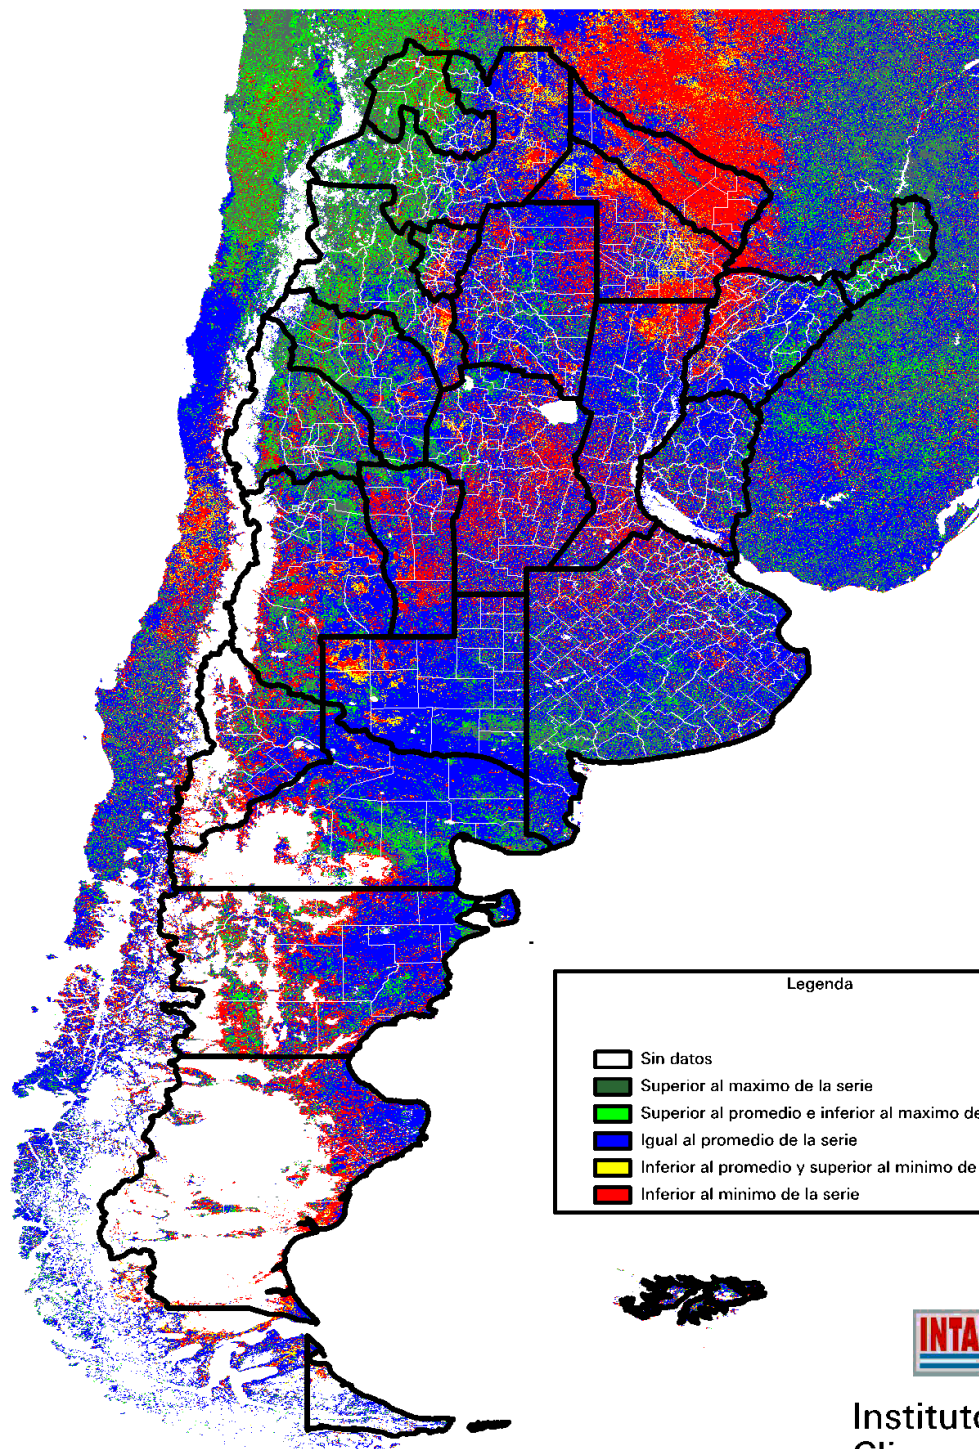 Legenda
Sin datos
Superior al maximo de la serie
Superior al promedio e inferior al maximo de
Igual al promedio de la serie
Inferior al promedio y superior al minimo de
Inferior al minimo de la serie
INTA
Instituto